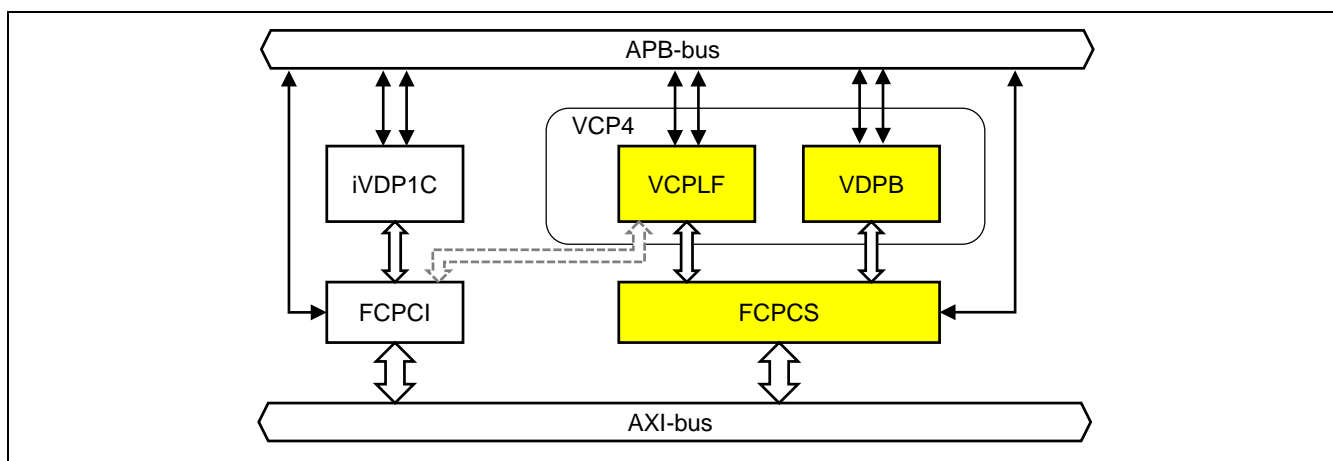 APB-bus
VCP4
iVDP1C
VCPLF
VDPB
FCPCI
FCPCS
AXI-bus